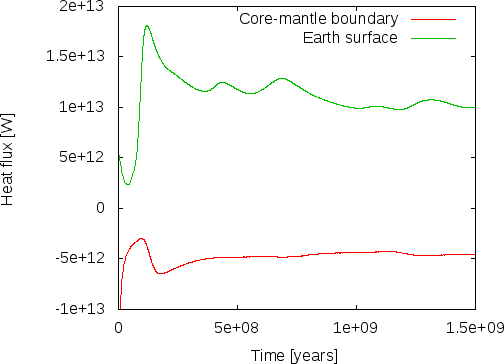 2e+13
1.5e+13
1e+13
5e+12
0
-5e+12
-1e+13
Heat flux [W]
Core-mantle boundary
Earth surface
0
5e+08
1e+09
1.5e+09
Time [years]